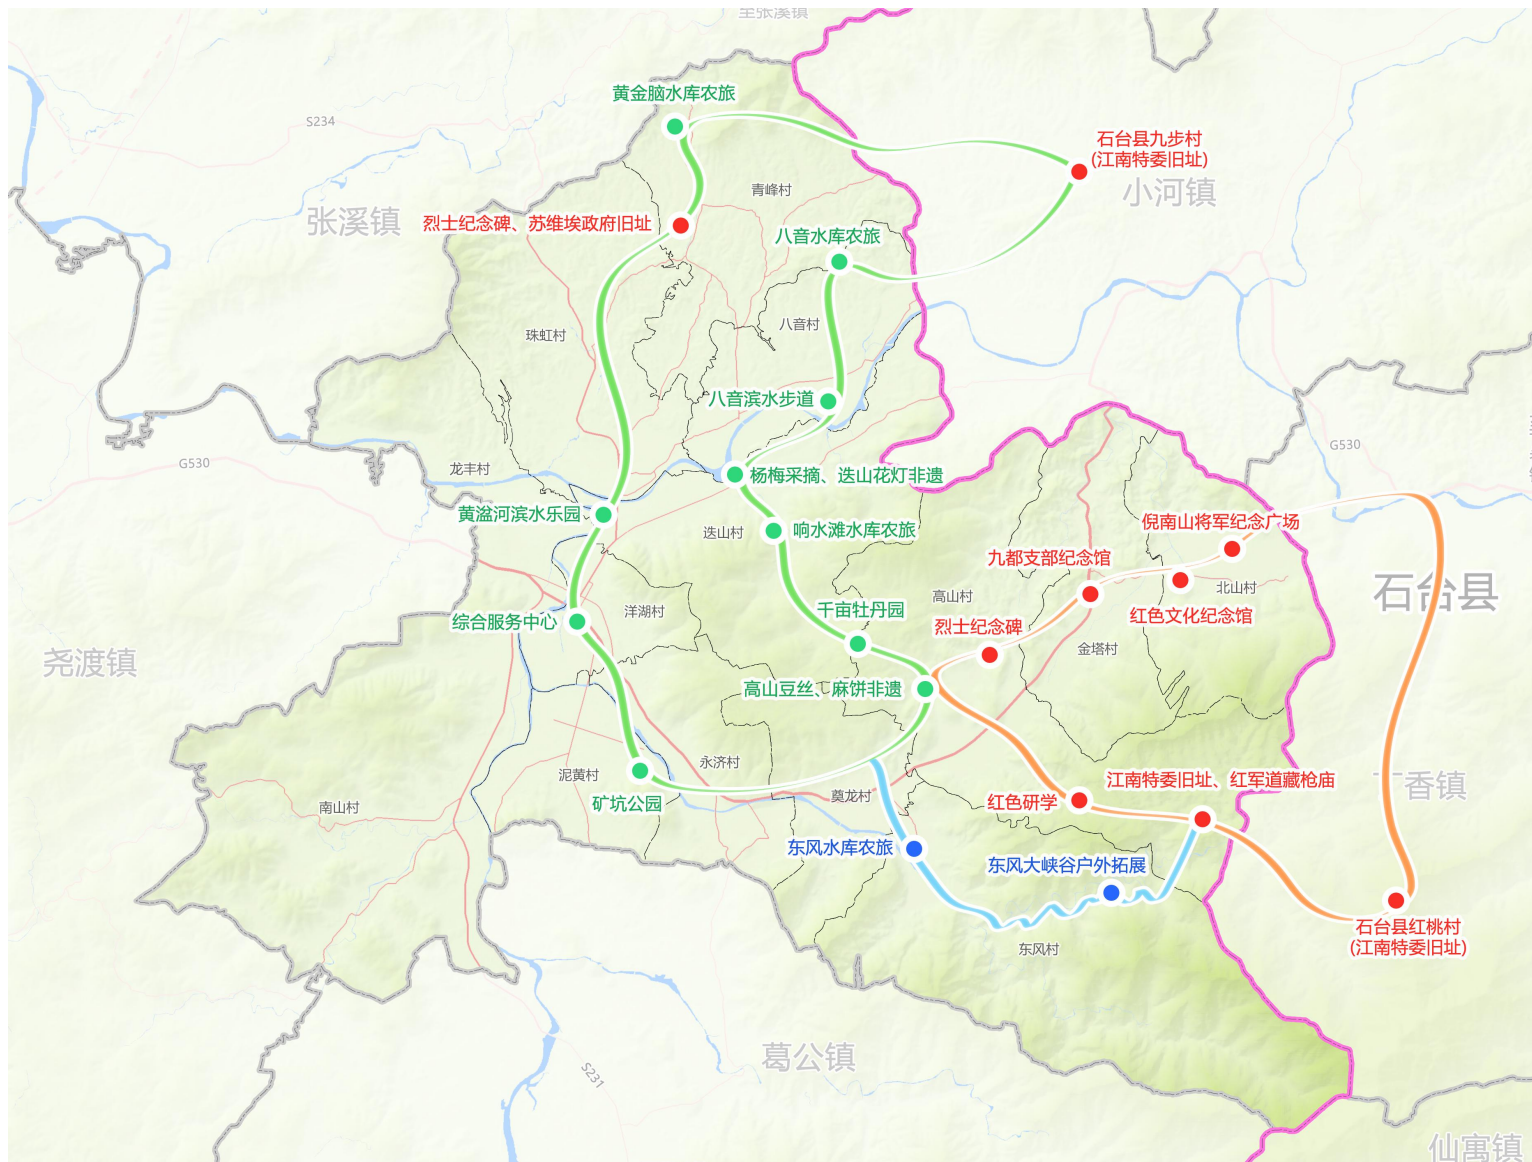 至张溪镇
黄金脑水库农旅
S234
石台县九步村
(江南特委旧址)
青峰村
小河镇
张溪镇
烈士纪念碑、苏维埃政府旧址
八音水库农旅
八音村
珠虹村
八音滨水步道
G530
G530
龙丰村
杨梅采摘、迭山花灯非遗
黄湓河滨水乐园
迭山村
响水滩水库农旅
倪南山将军纪念广场
九都支部纪念馆
石台县
高山村
北山村
千亩牡丹园
洋湖村
红色文化纪念馆
综合服务中心
烈士纪念碑
金塔村
尧渡镇
高山豆丝、麻饼非遗
永济村
泥黄村
江南特委旧址、红军道藏枪庙
丁香镇
矿坑公园
奠龙村
红色研学
南山村
东风水库农旅
东风大峡谷户外拓展
石台县红桃村
(江南特委旧址)
东风村
葛公镇
S231
仙寓镇